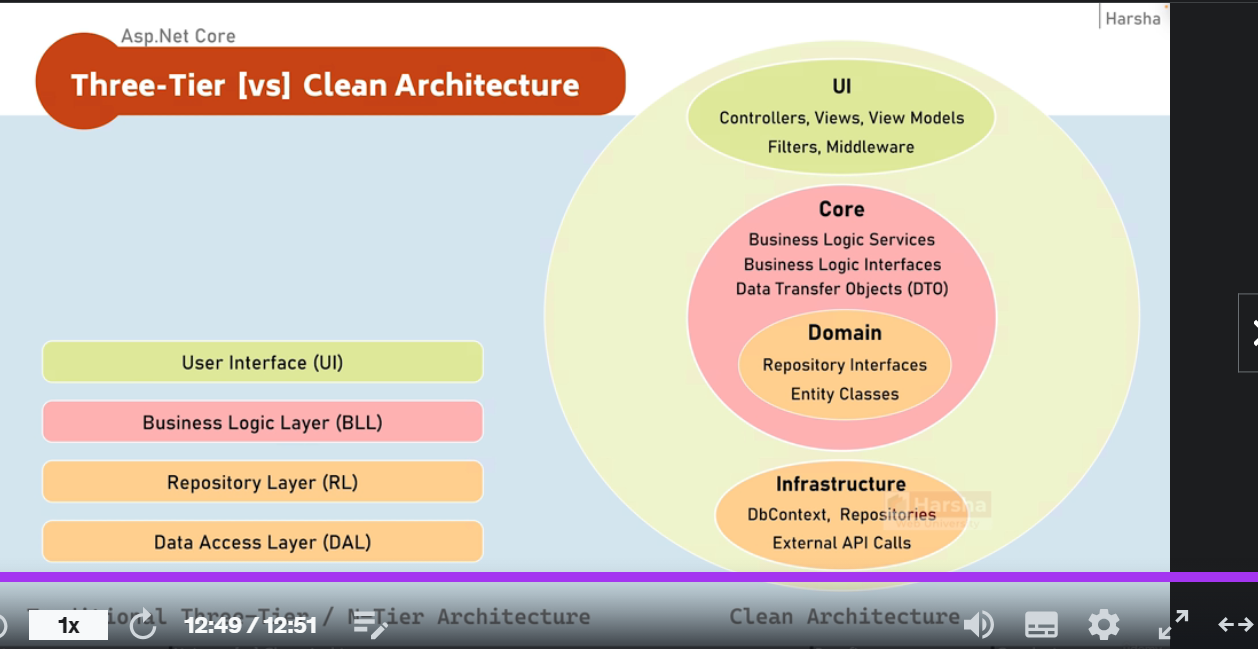 Harsha
Asp.Net Core
Three-Tier [vs] Clean Architecture
UI
Controllers, Views, View Models
Filters, Middleware
Core
Business Logic Services
Business Logic Interfaces
Data Transfer Objects (DTO)
Domain
Repository Interfaces
Entity Classes
User Interface (UI)
Business Logic Layer (BLL)
Repository Layer (RL)
Data Access Layer (DAL)
Infrastructure
DbContext, Repositories
External API Calls
Harsha
Web University
Traditional Three-Tier / N-Tier Architecture
Clean Architecture
1x
12:49 / 12:51